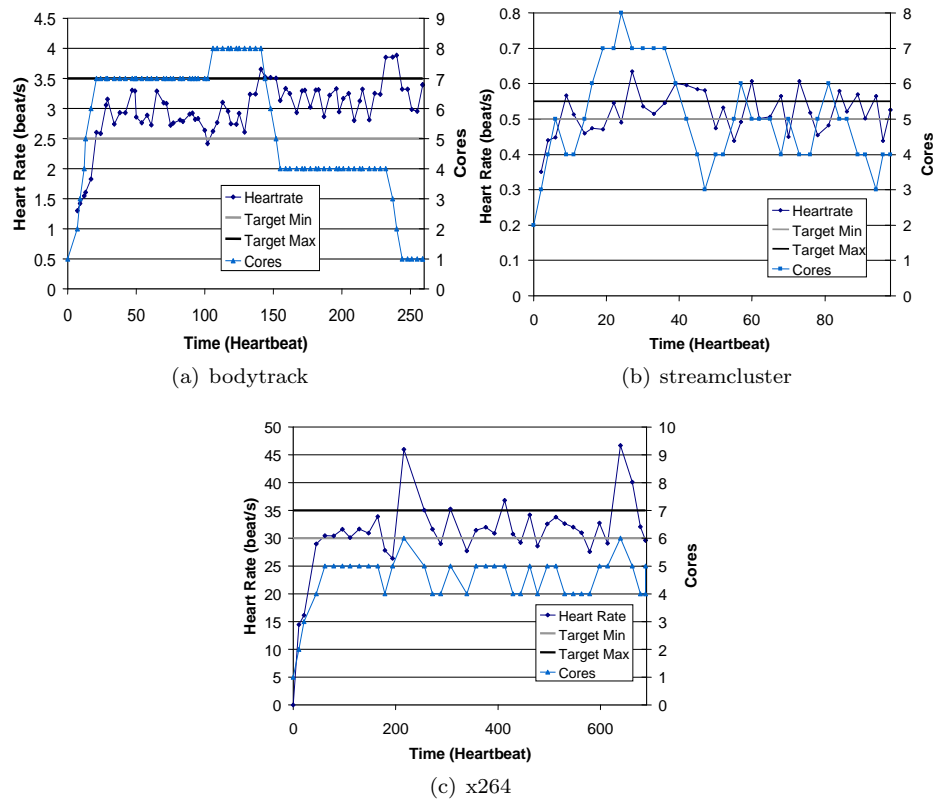 4.5
4
3.5
3
2.5
2
1.5
1
0.5
0
Heart Rate (beat/s)
9
8
7
6
5
4
3
2
1
0
Cores
Heartrate
Target Min
Target Max
Cores
0 50 100 150 200 250
Time (Heartbeat)
(a) bodytrack
0.8
0.7
0.6
0.5
0.4
0.3
0.2
0.1
0
Heart Rate (beat/s)
8
7
6
5
4
3
2
1
0
Cores
Heartrate
Target Min
Target Max
Cores
0 20 40 60 80
Time (Heartbeat)
(b) streamcluster
50
45
40
35
30
25
20
15
10
5
0
Heart Rate (beat/s)
10
9
8
7
6
5
4
3
2
1
0
Cores
Heart Rate
Target Min
Target Max
Cores
0 200 400 600
Time (Heartbeat)
(c) x264